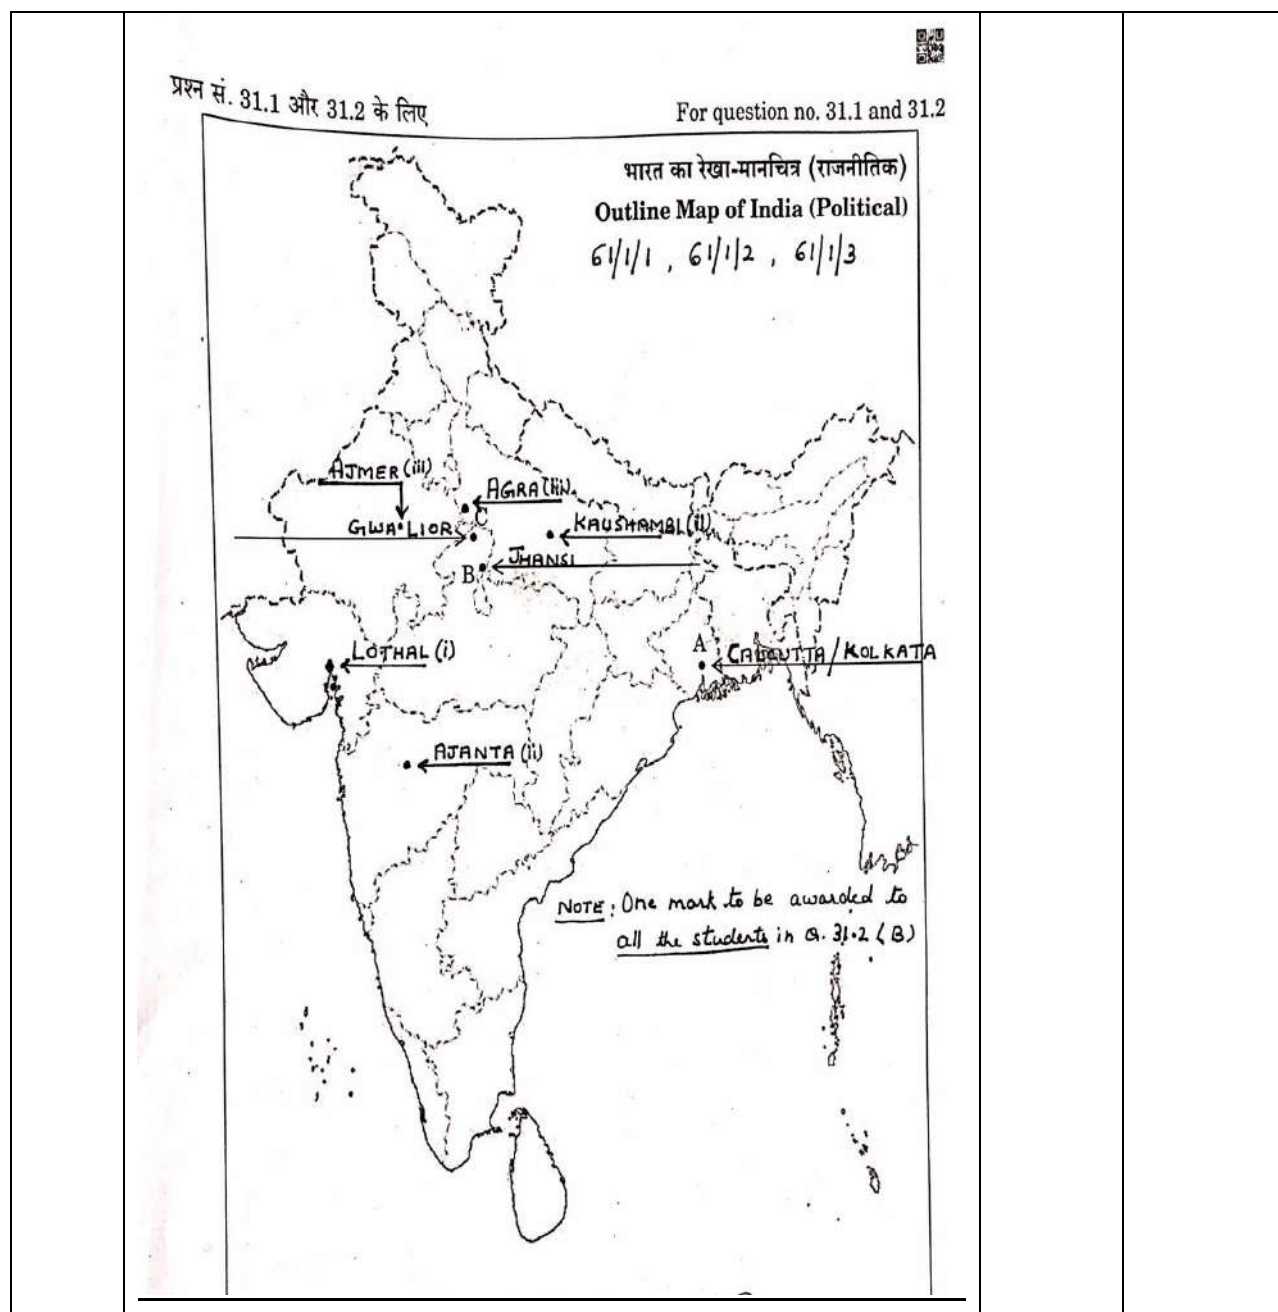 प्रश्न सं. 31.1 और 31.2 के लिए
For question no. 31.1 and 31.2
भारत का रेखा-मानचित्र (राजनीतिक)
Outline Map of India (Political)
61/1/1 , 61/1/2 , 61/1/3
AJMER (iii)
AGRA (iii)
C
GWALIOR
KAUSHAMBI (ii)
JHANSI
B
LOTHAL (i)
A
CALCUTTA / KOLKATA
AJANTA (ii)
NOTE : One mark to be awarded to
all the students in Q. 31.2 (B)